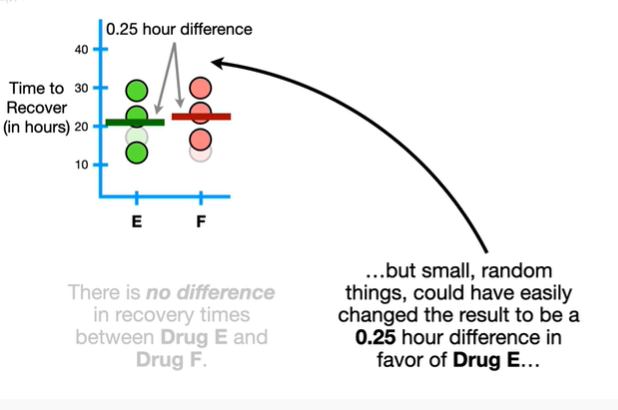 0.25 hour difference
40
Time to
Recover
(in hours)
30
20
10
E
F
There is no difference
in recovery times
between Drug E and
Drug F.
...but small, random
things, could have easily
changed the result to be a
0.25 hour difference in
favor of Drug E...